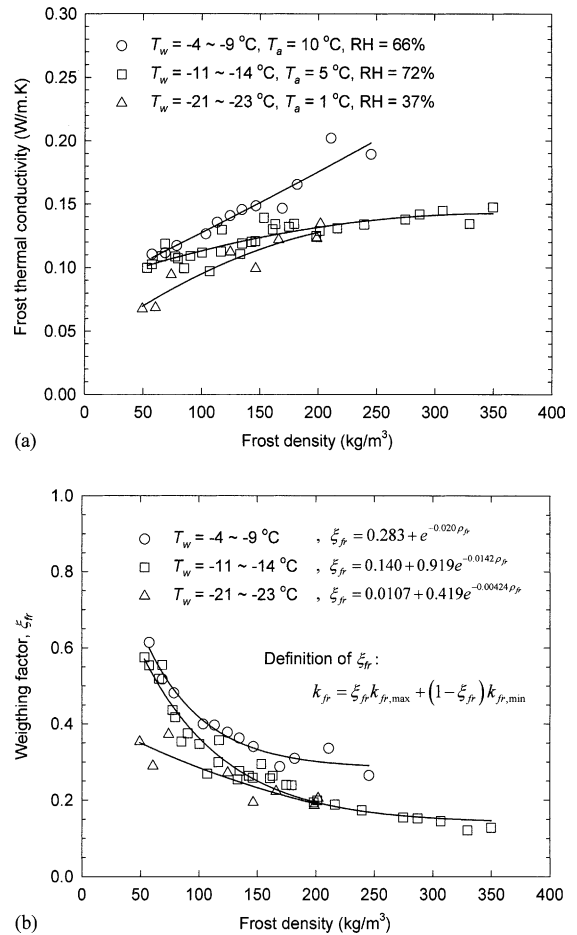 0.30
T_w = -4 ~ -9 °C, T_a = 10 °C, RH = 66%
T_w = -11 ~ -14 °C, T_a = 5 °C, RH = 72%
T_w = -21 ~ -23 °C, T_a = 1 °C, RH = 37%
0.25
0.20
0.15
0.10
0.05
0.00
Frost thermal conductivity (W/m.K)
0 50 100 150 200 250 300 350 400
(a)
Frost density (kg/m³)
1.0
T_w = -4 ~ -9 °C , ξ_fr = 0.283 + e^{-0.020ρ_fr}
T_w = -11 ~ -14 °C , ξ_fr = 0.140 + 0.919e^{-0.0142ρ_fr}
T_w = -21 ~ -23 °C , ξ_fr = 0.0107 + 0.419e^{-0.00424ρ_fr}
0.8
0.6
Definition of ξ_fr :
k_fr = ξ_fr k_fr,max + (1-ξ_fr) k_fr,min
0.4
0.2
0.0
Weigthing factor, ξ_fr
0 50 100 150 200 250 300 350 400
(b)
Frost density (kg/m³)